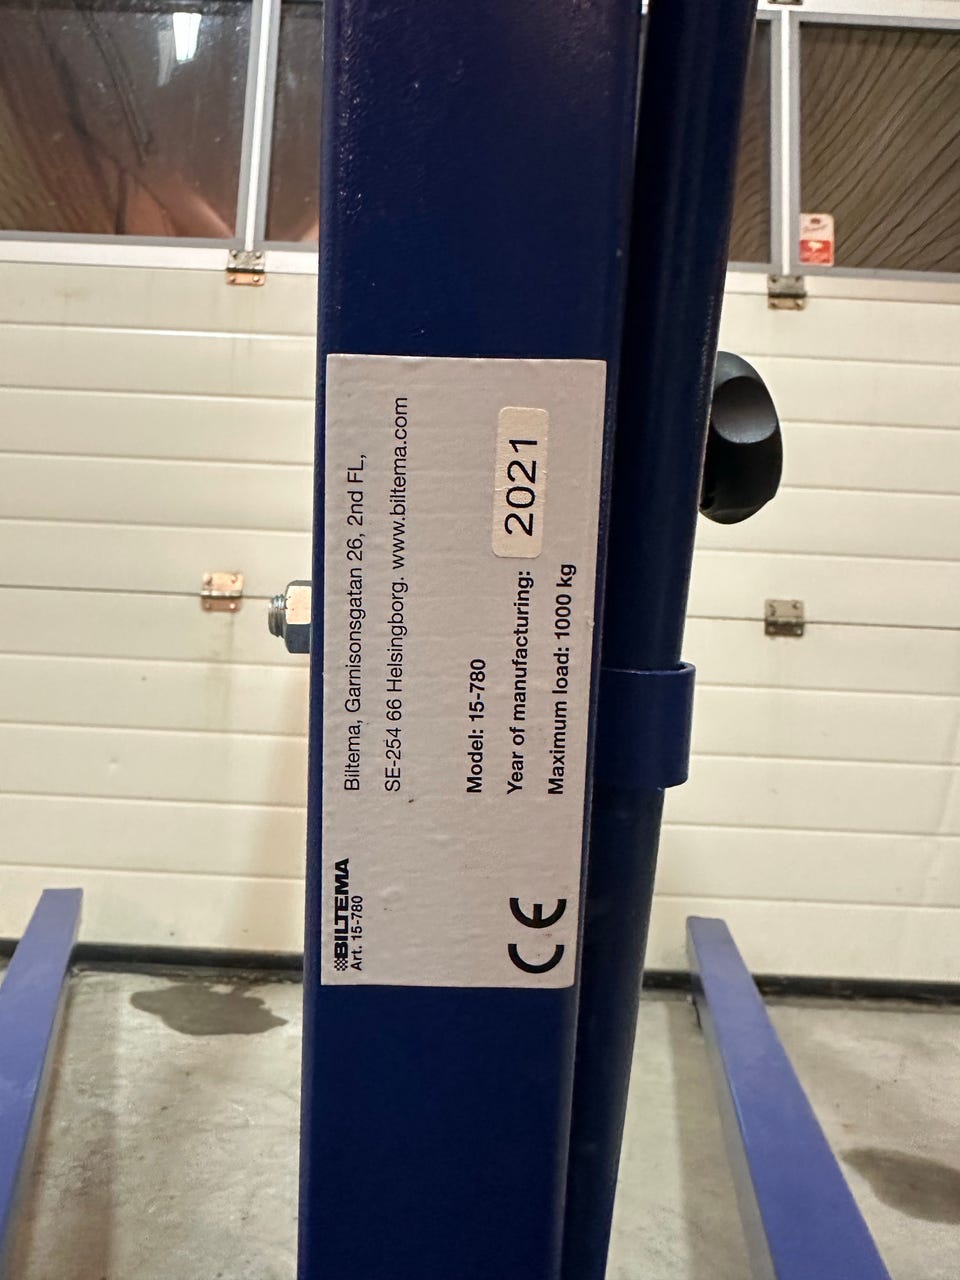 BILTEMA
Art. 15-780
Biltema, Garnisonsgatan 26, 2nd FL,
SE-254 66 Helsingborg. www.biltema.com
Model: 15-780
Year of manufacturing: 2021
Maximum load: 1000 kg
CE